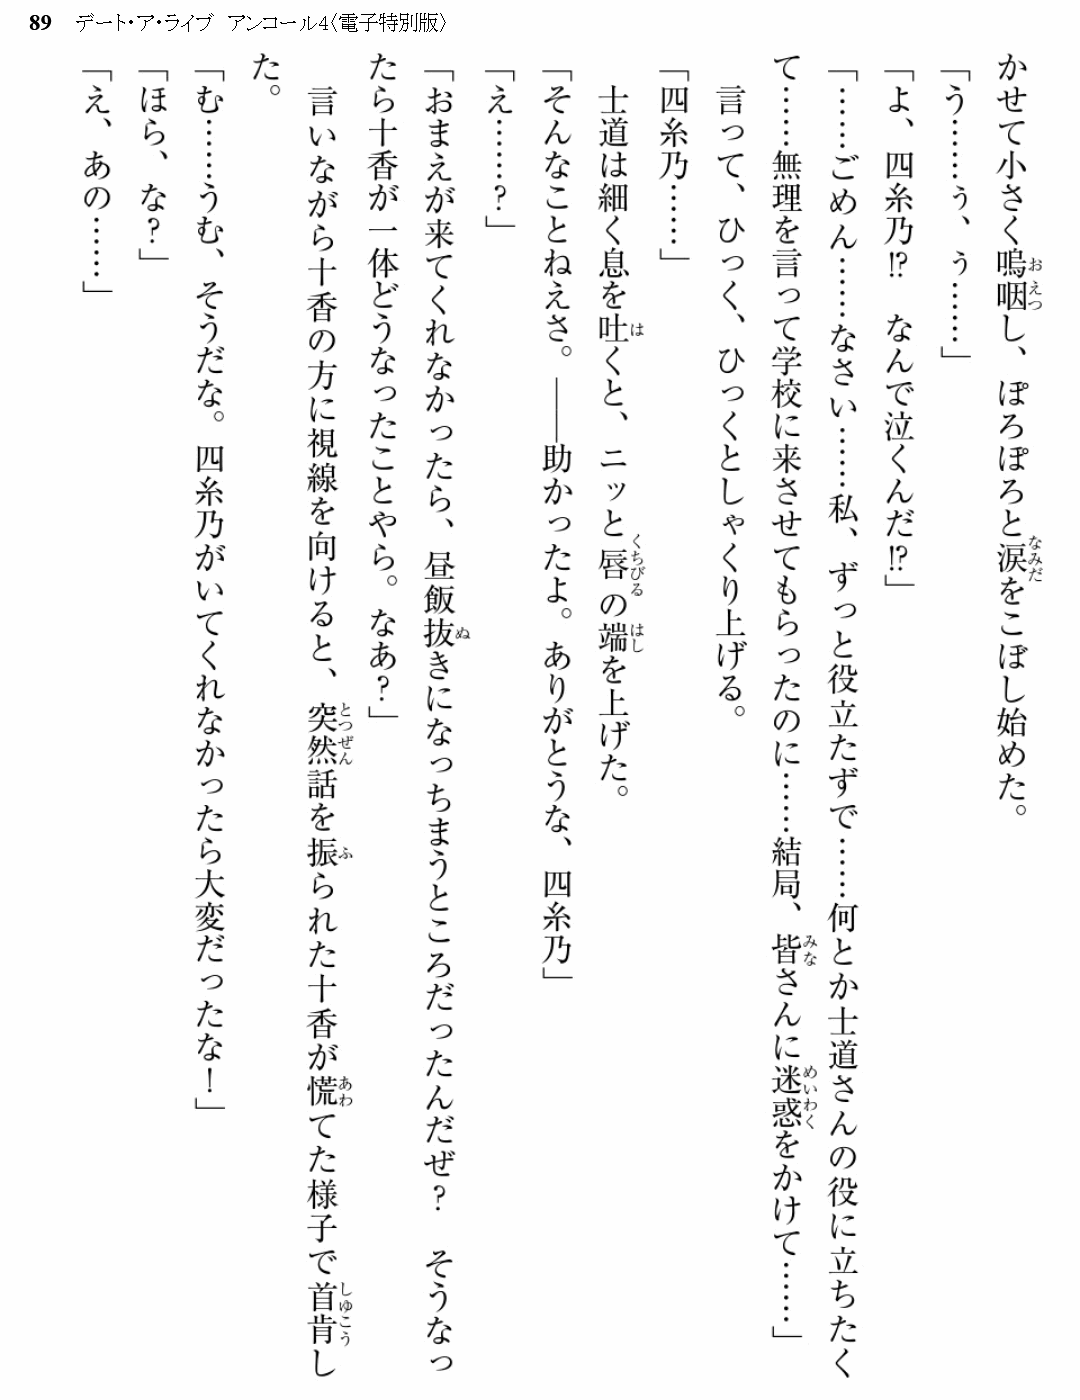 89 デート・ア・ライブ　アンコール4〈電子特別版〉
かせて小さく嗚咽し、ぽろぽろと涙をこぼし始めた。
「う……ぅ、ぅ……」
「よ、四糸乃⁉　なんで泣くんだ⁉」
「……ごめん……なさい……私、ずっと役立たずで……何とか士道さんの役に立ちたく
て……無理を言って学校に来させてもらったのに……結局、皆さんに迷惑をかけて……」
　言って、ひっく、ひっくとしゃくり上げる。
「四糸乃……」
　士道は細く息を吐くと、ニッと唇の端を上げた。
「そんなことねえさ。――助かったよ。ありがとうな、四糸乃」
「え……？」
「おまえが来てくれなかったら、昼飯抜きになっちまうところだったんだぜ？　そうなっ
たら十香が一体どうなったことやら。なあ？」
　言いながら十香の方に視線を向けると、突然話を振られた十香が慌てた様子で首肯し
た。
「む……うむ、そうだな。四糸乃がいてくれなかったら大変だったな！」
「ほら、な？」
「え、あの……」